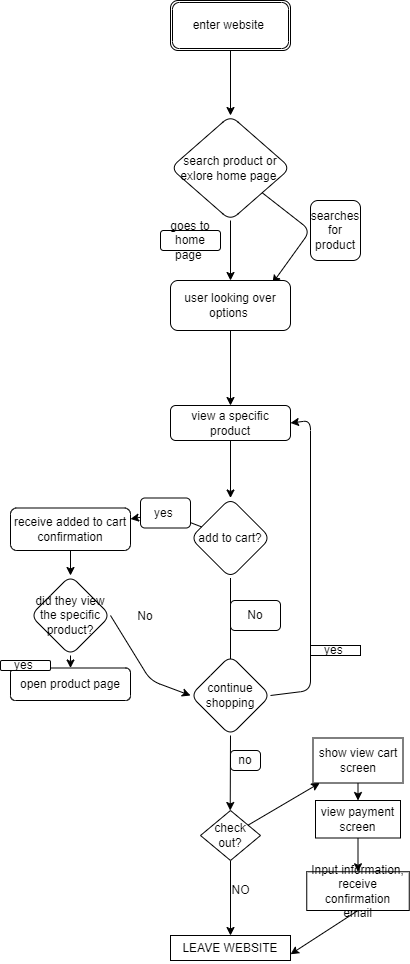 enter website
search product or
exlore home page
goes to
home
page
searches
for
product
user looking over
options
view a specific
product
yes
add to cart?
receive added to cart
confirmation
did they view
the specific
product?
No
No
yes
open product page
continue
shopping
yes
no
show view cart
screen
check
out?
view payment
screen
Input information,
receive
confirmation
email
NO
LEAVE WEBSITE